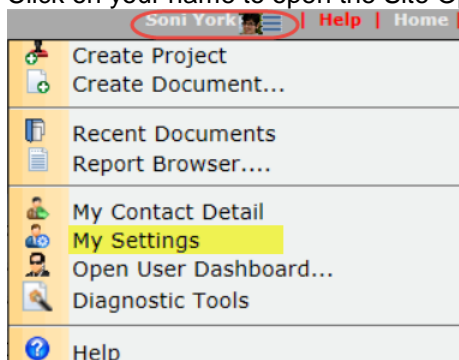 Click on your name to open the Site
Soni York | Help | Home |
Create Project
Create Document...
Recent Documents
Report Browser....
My Contact Detail
My Settings
Open User Dashboard...
Diagnostic Tools
Help